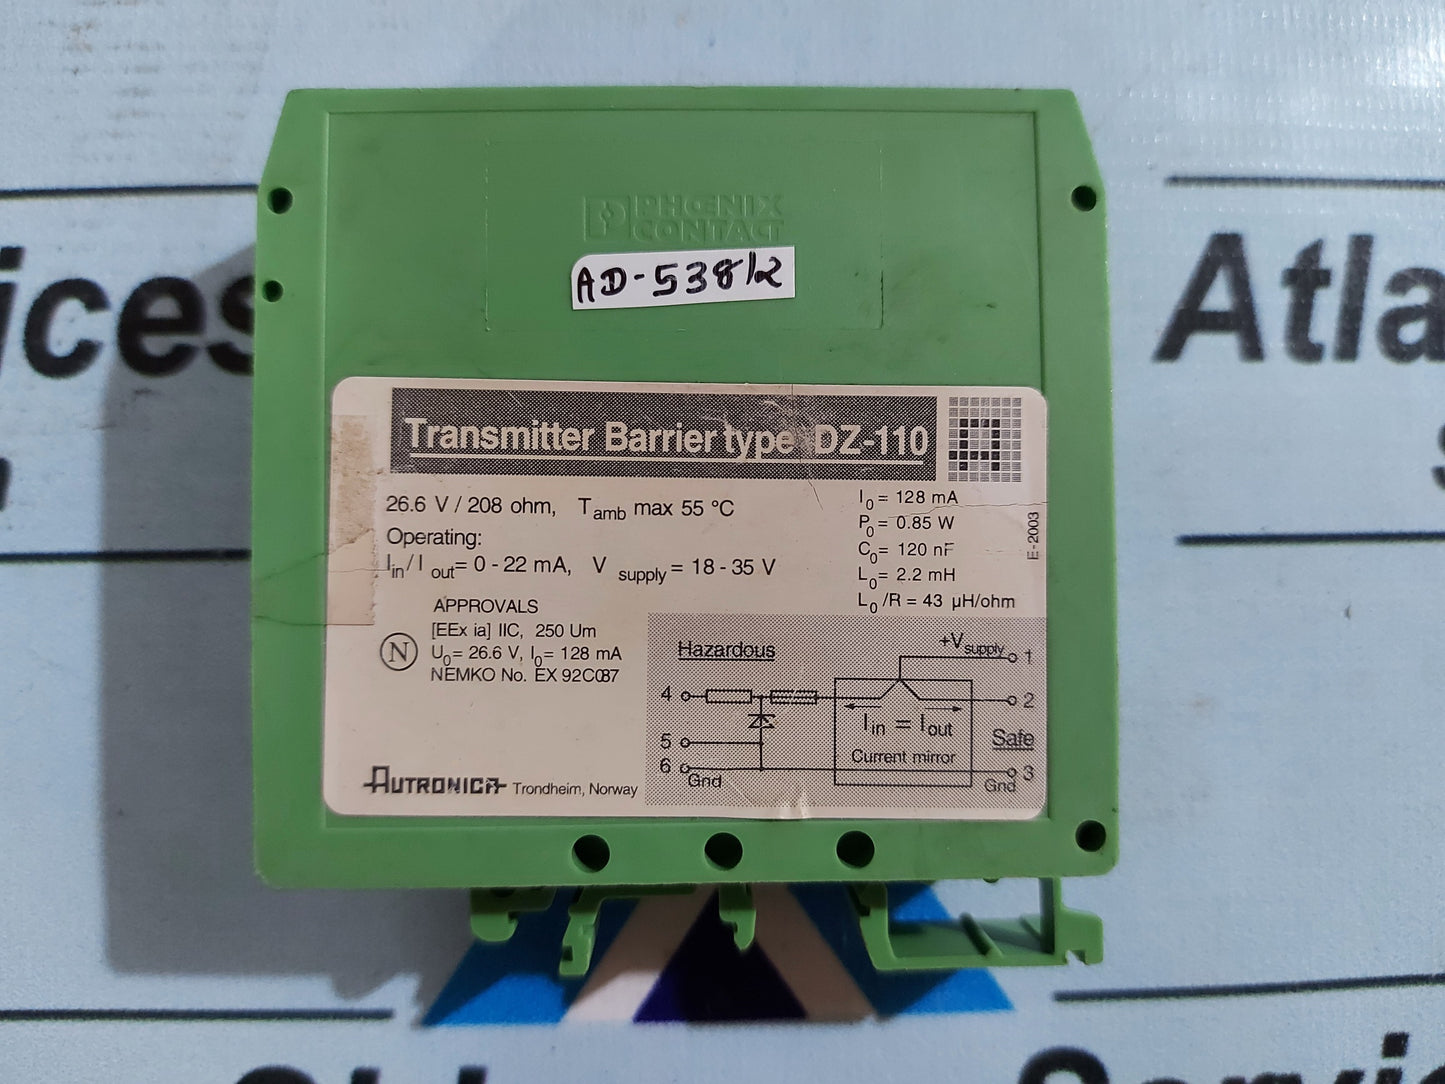 PHŒNIX
CONTACT
AD-538/2
Transmitter Barrier type DZ-110
26.6 V / 208 ohm, Tamb max 55 °C
Operating:
Iin / I out = 0 - 22 mA, V supply = 18 - 35 V
I0 = 128 mA
P0 = 0.85 W
C0 = 120 nF
L0 = 2.2 mH
L0 /R = 43 µH/ohm
E-2003
APPROVALS
N
[EEx ia] IIC, 250 Um
U0 = 26.6 V, I0 = 128 mA
NEMKO No. EX 92C087
AUTRONICA Trondheim, Norway
Hazardous
+Vsupply 1
4
2
Iin = Iout
Safe
5
Current mirror
6
Gnd
3
Gnd
ices
Atla